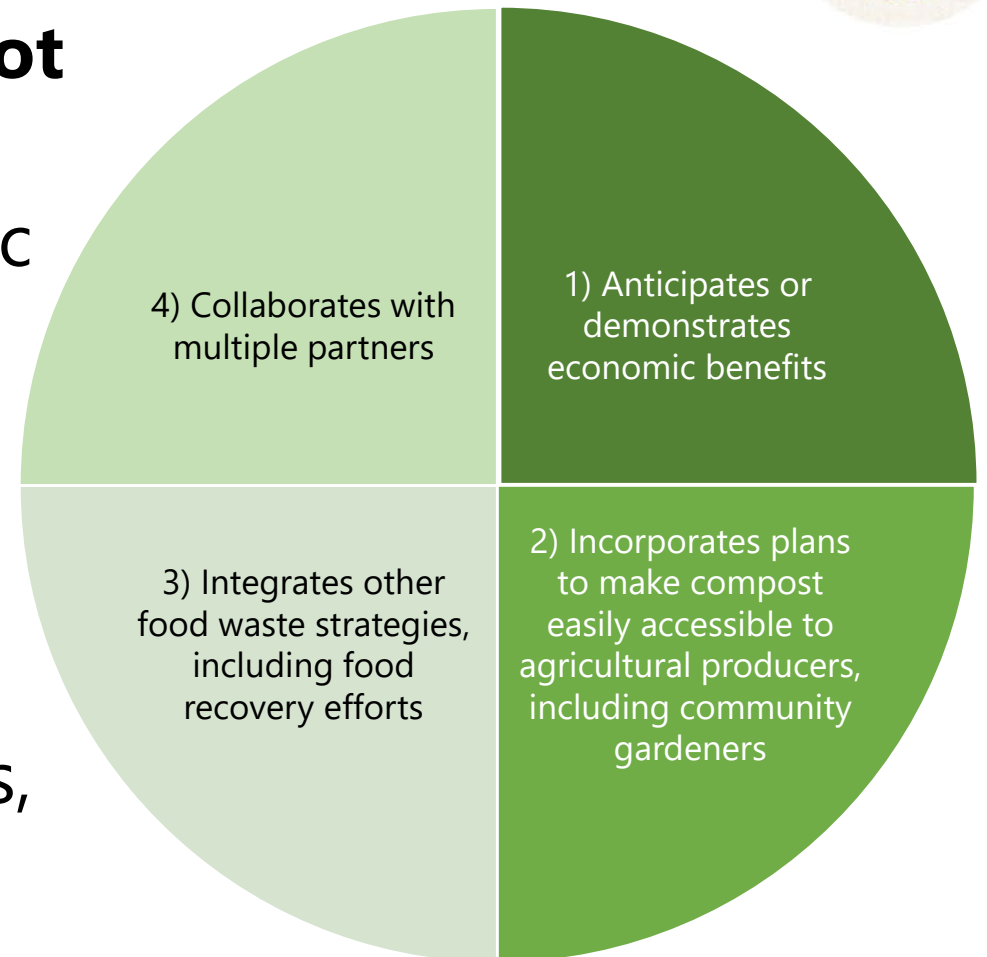 ot
c
s,
1) Anticipates or
demonstrates
economic benefits
2) Incorporates plans
to make compost
easily accessible to
agricultural producers,
including community
gardeners
3) Integrates other
food waste strategies,
including food
recovery efforts
4) Collaborates with
multiple partners